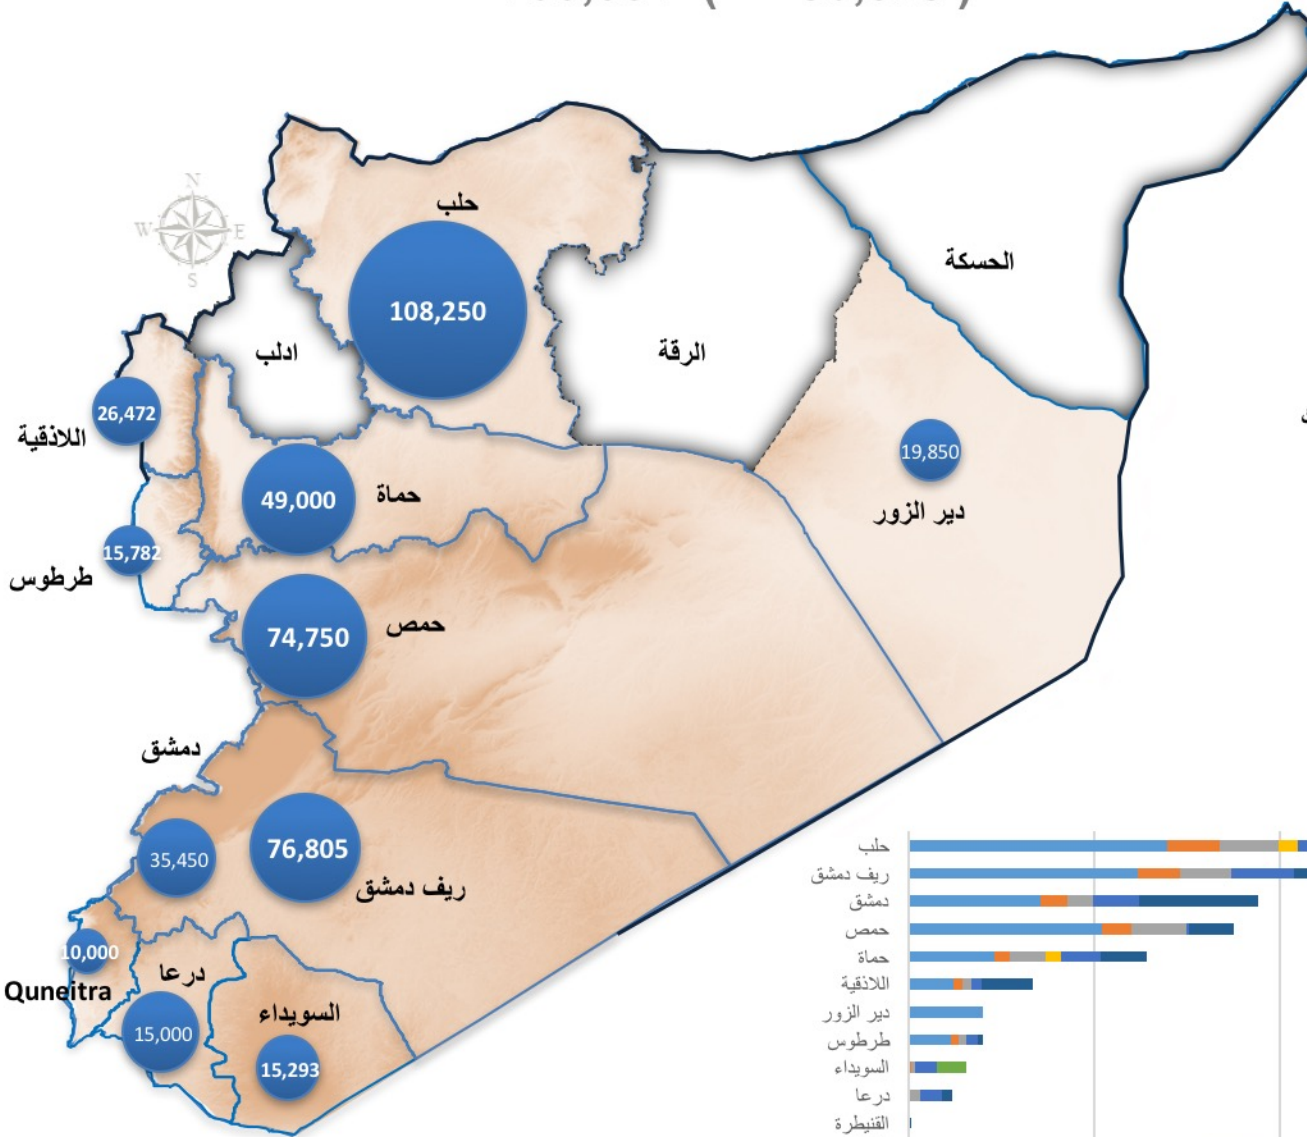 N
W E
S
حلب
108,250
الحسكة
ادلب
الرقة
26,472
اللاذقية
49,000
حماة
19,850
دير الزور
15,782
طرطوس
74,750
حمص
دمشق
35,450
76,805
ريف دمشق
10,000
Quneitra
درعا
15,000
السويداء
15,293
حلب
ريف دمشق
دمشق
حمص
حماة
اللاذقية
دير الزور
طرطوس
السويداء
درعا
القنيطرة